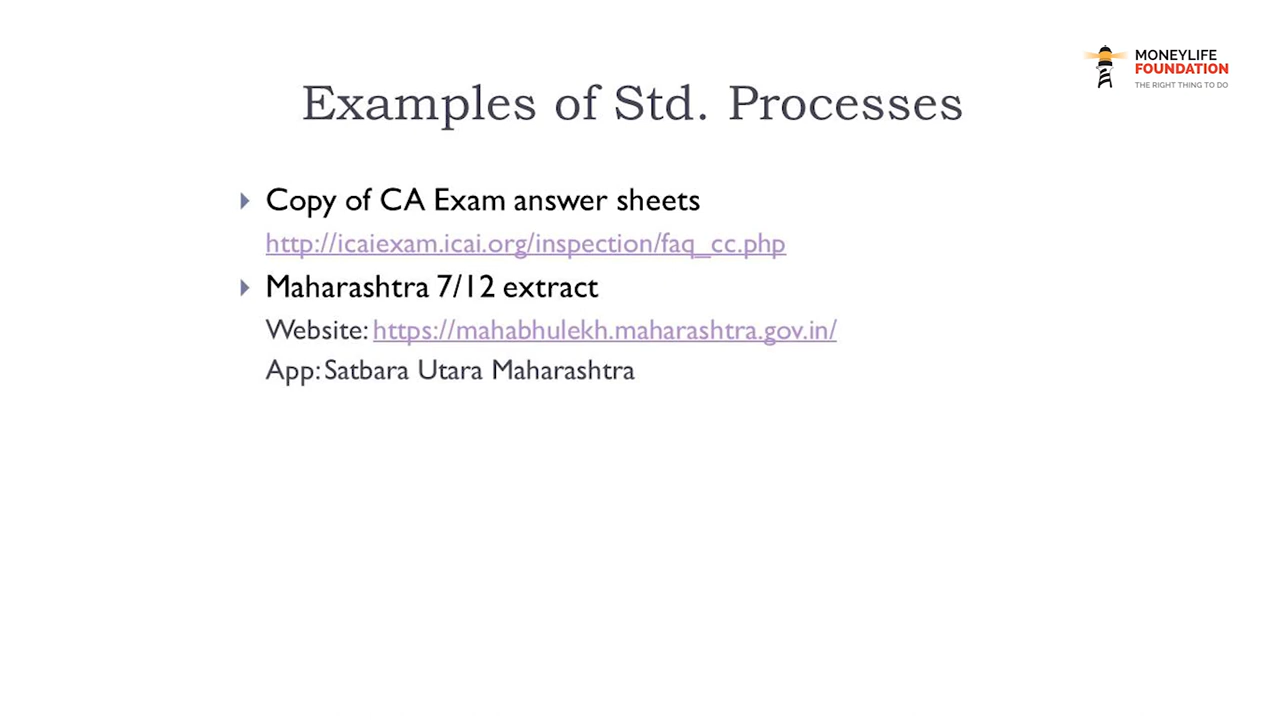 MONEYLIFE
FOUNDATION
THE RIGHT THING TO DO
Examples of Std. Processes
Copy of CA Exam answer sheets
http://icaiexam.icai.org/inspection/faq_cc.php
Maharashtra 7/12 extract
Website: https://mahabhulekh.maharashtra.gov.in/
App: Satbara Utara Maharashtra